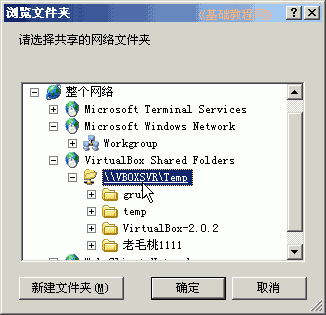 浏览文件夹
请选择共享的网络文件夹
整个网络
Microsoft Terminal Services
Microsoft Windows Network
Workgroup
VirtualBox Shared Folders
\\VBOXSVR\Temp
temp
VirtualBox-2.0.2
老毛桃1111
新建文件夹(M)
确定
取消